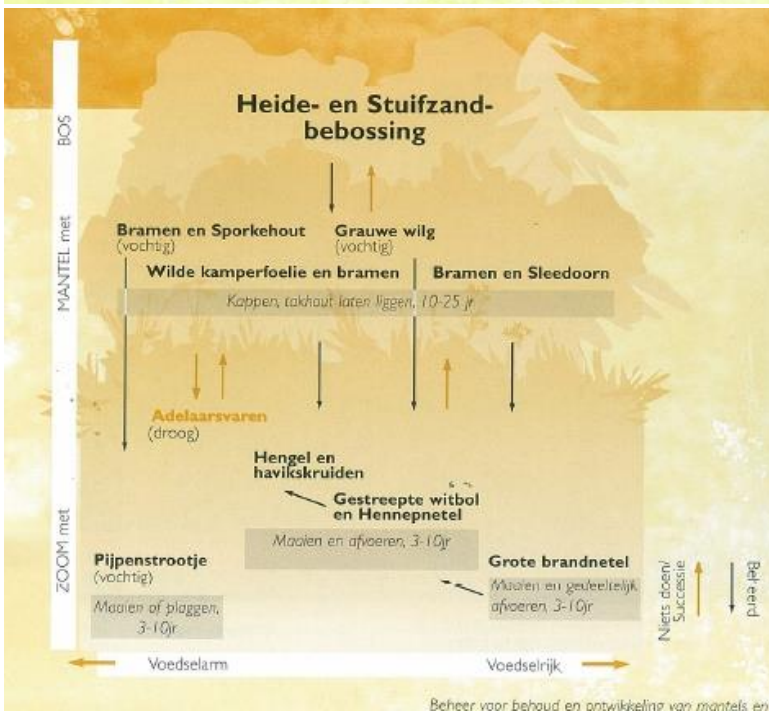 Heide- en Stuifzand-
bebossing
BOS
MANTEL met
ZOOM met
Bramen en Sporkehout
(vochtig)
Grauwe wilg
(vochtig)
Wilde kamperfoelie en bramen
Bramen en Sleedoorn
Kappen, takhout laten liggen, 10-25 jr
Adelaarsvaren
(droog)
Hengel en
havikskruiden
Gestreepte witbol
en Hennepnetel
Maaien en afvoeren, 3-10jr
Pijpenstrootje
(vochtig)
Maaien of plaggen,
3-10jr
Grote brandnetel
Maaien en gedeeltelijk
afvoeren, 3-10jr
Niets doen/
Successie
Beheerd
Voedselarm
Voedselrijk
Beheer voor behoud en ontwikkeling van mantels en